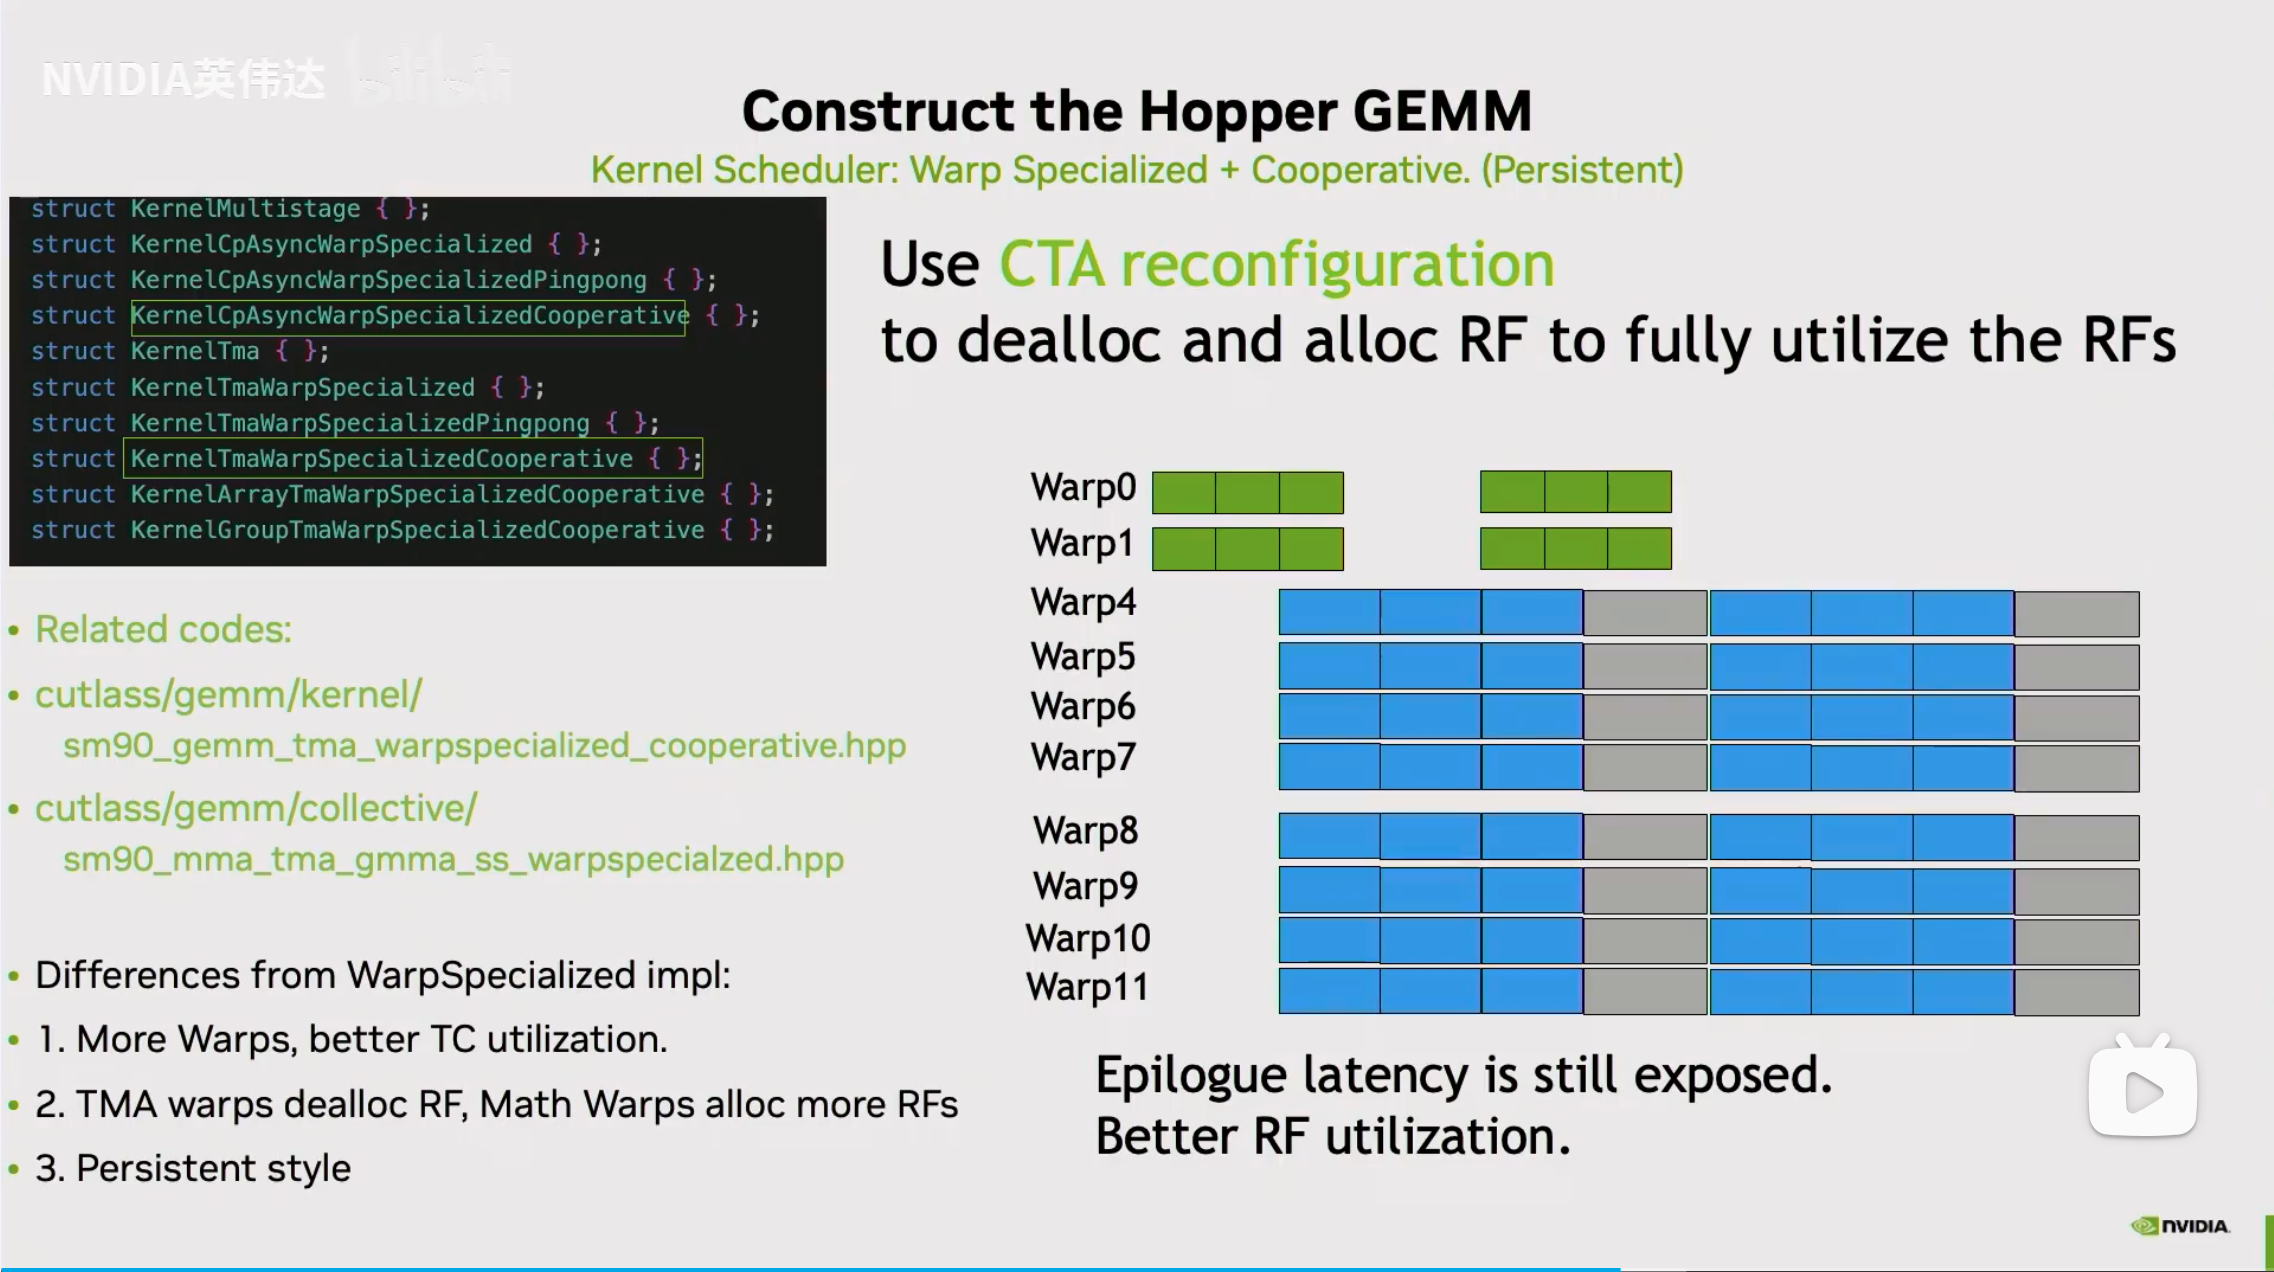 NVIDIA英伟达 bilibili
Construct the Hopper GEMM
Kernel Scheduler: Warp Specialized + Cooperative. (Persistent)
struct KernelMultistage { };
struct KernelCpAsyncWarpSpecialized { };
struct KernelCpAsyncWarpSpecializedPingpong { };
struct KernelCpAsyncWarpSpecializedCooperative { };
struct KernelTma { };
struct KernelTmaWarpSpecialized { };
struct KernelTmaWarpSpecializedPingpong { };
struct KernelTmaWarpSpecializedCooperative { };
struct KernelArrayTmaWarpSpecializedCooperative { };
struct KernelGroupTmaWarpSpecializedCooperative { };
• Related codes:
• cutlass/gemm/kernel/
sm90_gemm_tma_warpspecialized_cooperative.hpp
• cutlass/gemm/collective/
sm90_mma_tma_gmma_ss_warpspecialzed.hpp
• Differences from WarpSpecialized impl:
• 1. More Warps, better TC utilization.
• 2. TMA warps dealloc RF, Math Warps alloc more RFs
• 3. Persistent style
Use CTA reconfiguration
to dealloc and alloc RF to fully utilize the RFs
Warp0
Warp1
Warp4
Warp5
Warp6
Warp7
Warp8
Warp9
Warp10
Warp11
Epilogue latency is still exposed.
Better RF utilization.
NVIDIA.